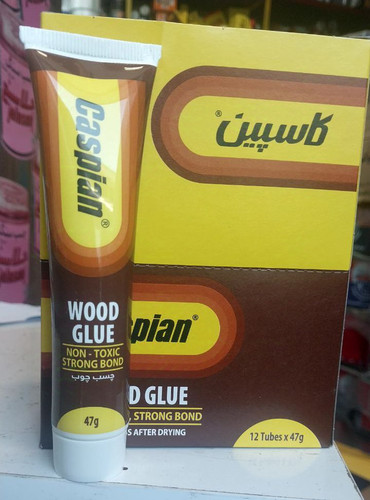 Caspian®
WOOD
GLUE
NON - TOXIC
STRONG BOND
چسب چوب
47g
کاسپین®
spian®
D GLUE
, STRONG BOND
S AFTER DRYING
12 Tubes x 47g